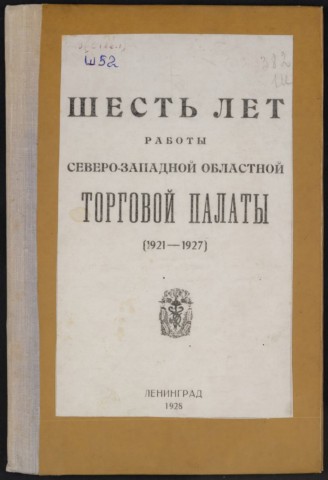 Ш52
ШЕСТЬ ЛЕТ
РАБОТЫ
СЕВЕРО-ЗАПАДНОЙ ОБЛАСТНОЙ
ТОРГОВОЙ ПАЛАТЫ
(1921—1927)
ЛЕНИНГРАД
1928